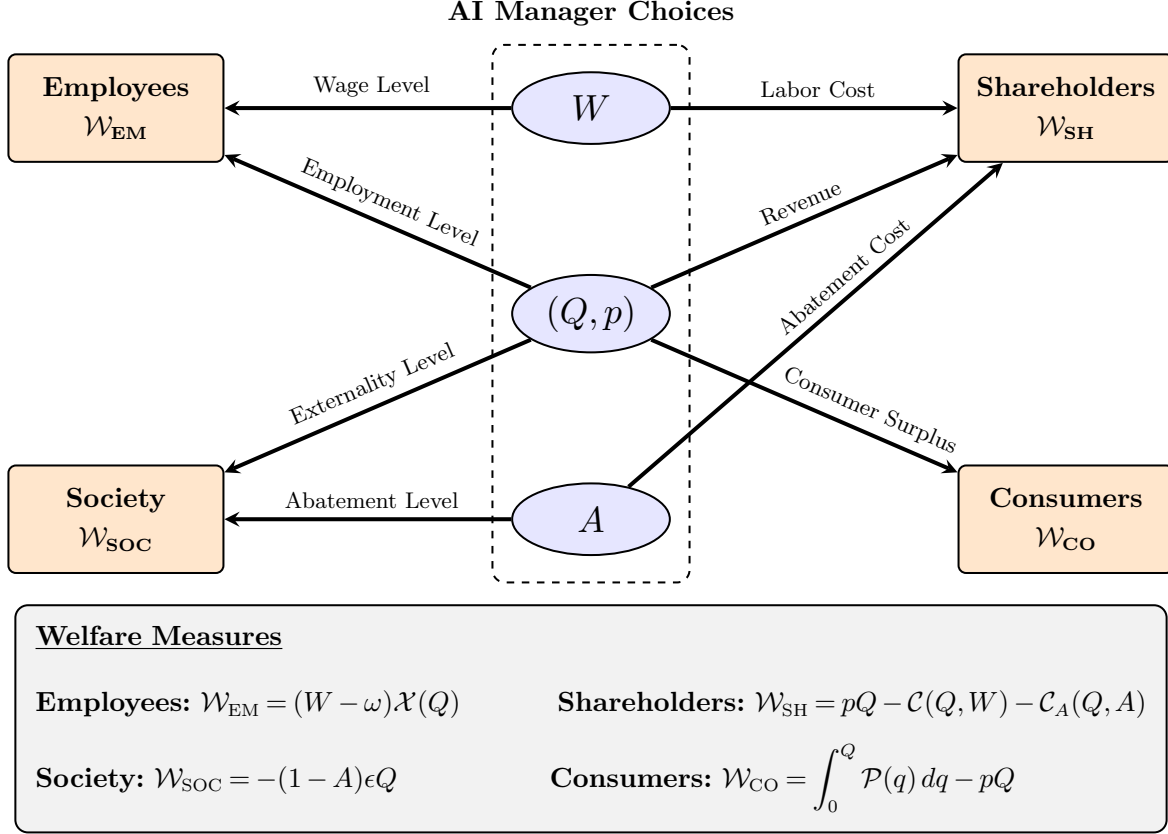 AI Manager Choices
Employees
𝒲_EM
Wage Level
W
Labor Cost
Shareholders
𝒲_SH
Employment Level
Revenue
(Q, p)
Abatement Cost
Externality Level
Consumer Surplus
Society
𝒲_SOC
Abatement Level
A
Consumers
𝒲_CO
Welfare Measures
Employees: 𝒲_EM = (W − ω)𝒳(Q)
Shareholders: 𝒲_SH = pQ − 𝒞(Q, W) − 𝒞_A(Q, A)
Society: 𝒲_SOC = −(1 − A)ϵQ
Consumers: 𝒲_CO = ∫_0^Q 𝒫(q) dq − pQ